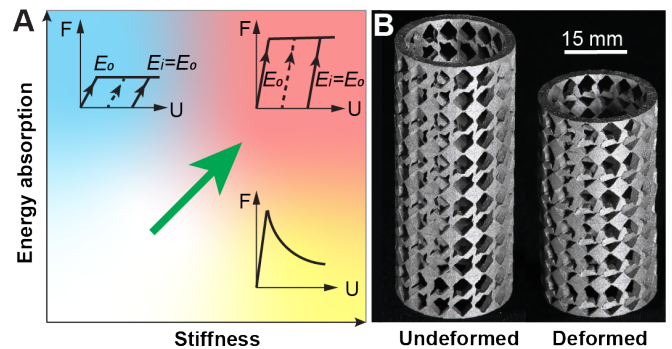 A
Energy absorption
F
Eo
Ei=Eo
U
F
Eo
Ei=Eo
U
F
U
Stiffness
B
15 mm
Undeformed
Deformed